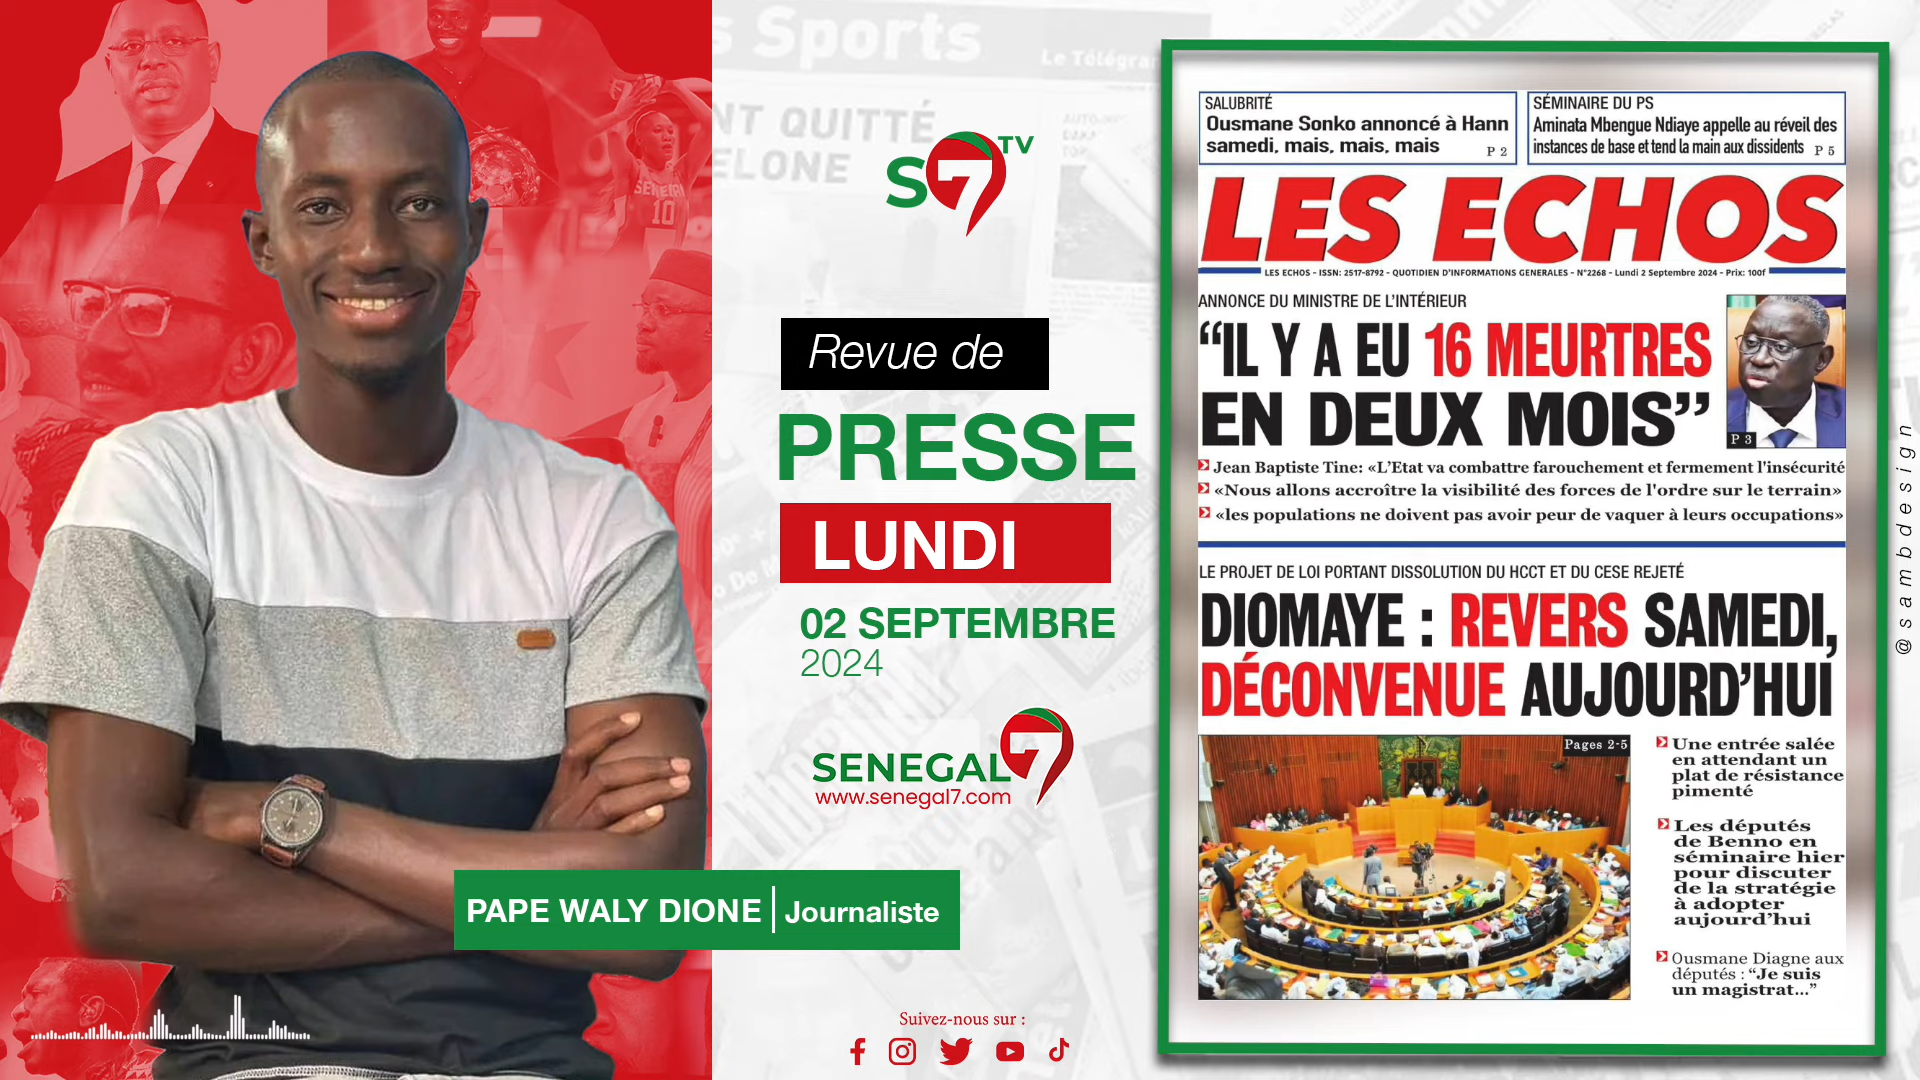 s Sports
Le Télégra
NT QUITTÉ
ELONE
SENEGAL
10
S7 TV
Revue de
PRESSE
LUNDI
02 SEPTEMBRE
2024
SENEGAL7
www.senegal7.com
PAPE WALY DIONE | Journaliste
Suivez-nous sur :
SALUBRITÉ
Ousmane Sonko annoncé à Hann
samedi, mais, mais, mais
P 2
SÉMINAIRE DU PS
Aminata Mbengue Ndiaye appelle au réveil des
instances de base et tend la main aux dissidents P 5
LES ECHOS
LES ECHOS - ISSN: 2517-8792 - QUOTIDIEN D'INFORMATIONS GENERALES - N°2268 - Lundi 2 Septembre 2024 - Prix: 100f
ANNONCE DU MINISTRE DE L'INTÉRIEUR
“IL Y A EU 16 MEURTRES
EN DEUX MOIS”
P 3
Jean Baptiste Tine: «L'Etat va combattre farouchement et fermement l'insécurité
«Nous allons accroître la visibilité des forces de l'ordre sur le terrain»
«les populations ne doivent pas avoir peur de vaquer à leurs occupations»
LE PROJET DE LOI PORTANT DISSOLUTION DU HCCT ET DU CESE REJETÉ
DIOMAYE : REVERS SAMEDI,
DÉCONVENUE AUJOURD'HUI
Pages 2-5
Une entrée salée
en attendant un
plat de résistance
pimenté
Les députés
de Benno en
séminaire hier
pour discuter
de la stratégie
à adopter
aujourd'hui
Ousmane Diagne aux
députés : “Je suis
un magistrat...”
@sambdesign